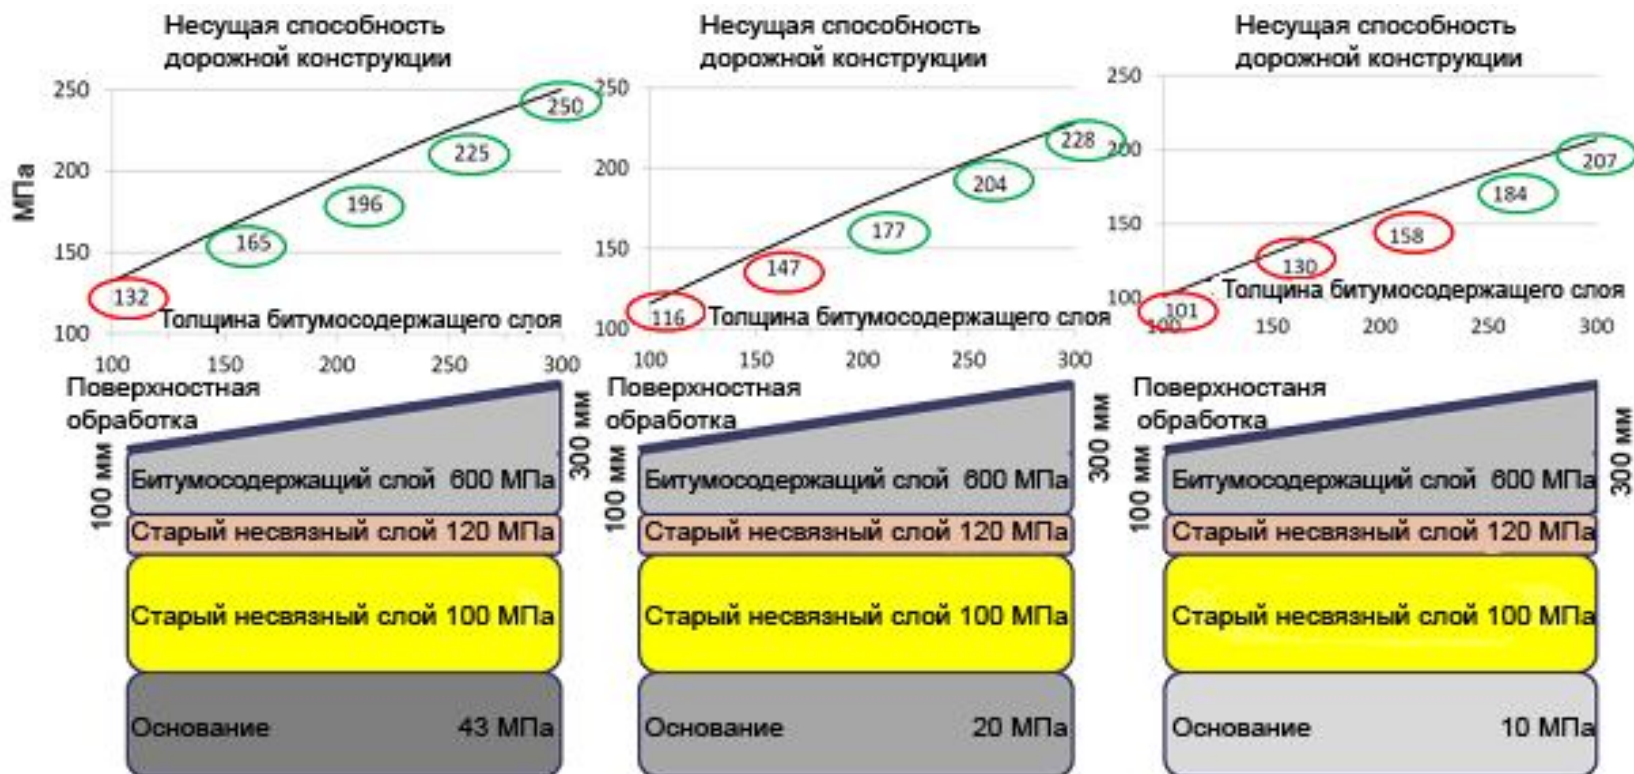 Несущая способность
дорожной конструкции
МПа
250
200
150
100
132
165
196
225
250
Толщина битумосодержащего слоя
100 150 200 250 300
Поверхностная
обработка
100 мм
300 мм
Битумосодержащий слой 600 МПа
Старый несвязный слой 120 МПа
Старый несвязный слой 100 МПа
Основание 43 МПа
Несущая способность
дорожной конструкции
250
200
150
100
116
147
177
204
228
Толщина битумосодержащего слоя
100 150 200 250 300
Поверхностная
обработка
100 мм
300 мм
Битумосодержащий слой 600 МПа
Старый несвязный слой 120 МПа
Старый несвязный слой 100 МПа
Основание 20 МПа
Несущая способность
дорожной конструкции
250
200
150
100
101
130
158
184
207
Толщина битумосодержащего слоя
100 150 200 250 300
Поверхностаня
обработка
100 мм
300 мм
Битумосодержащий слой 600 МПа
Старый несвязный слой 120 МПа
Старый несвязный слой 100 МПа
Основание 10 МПа